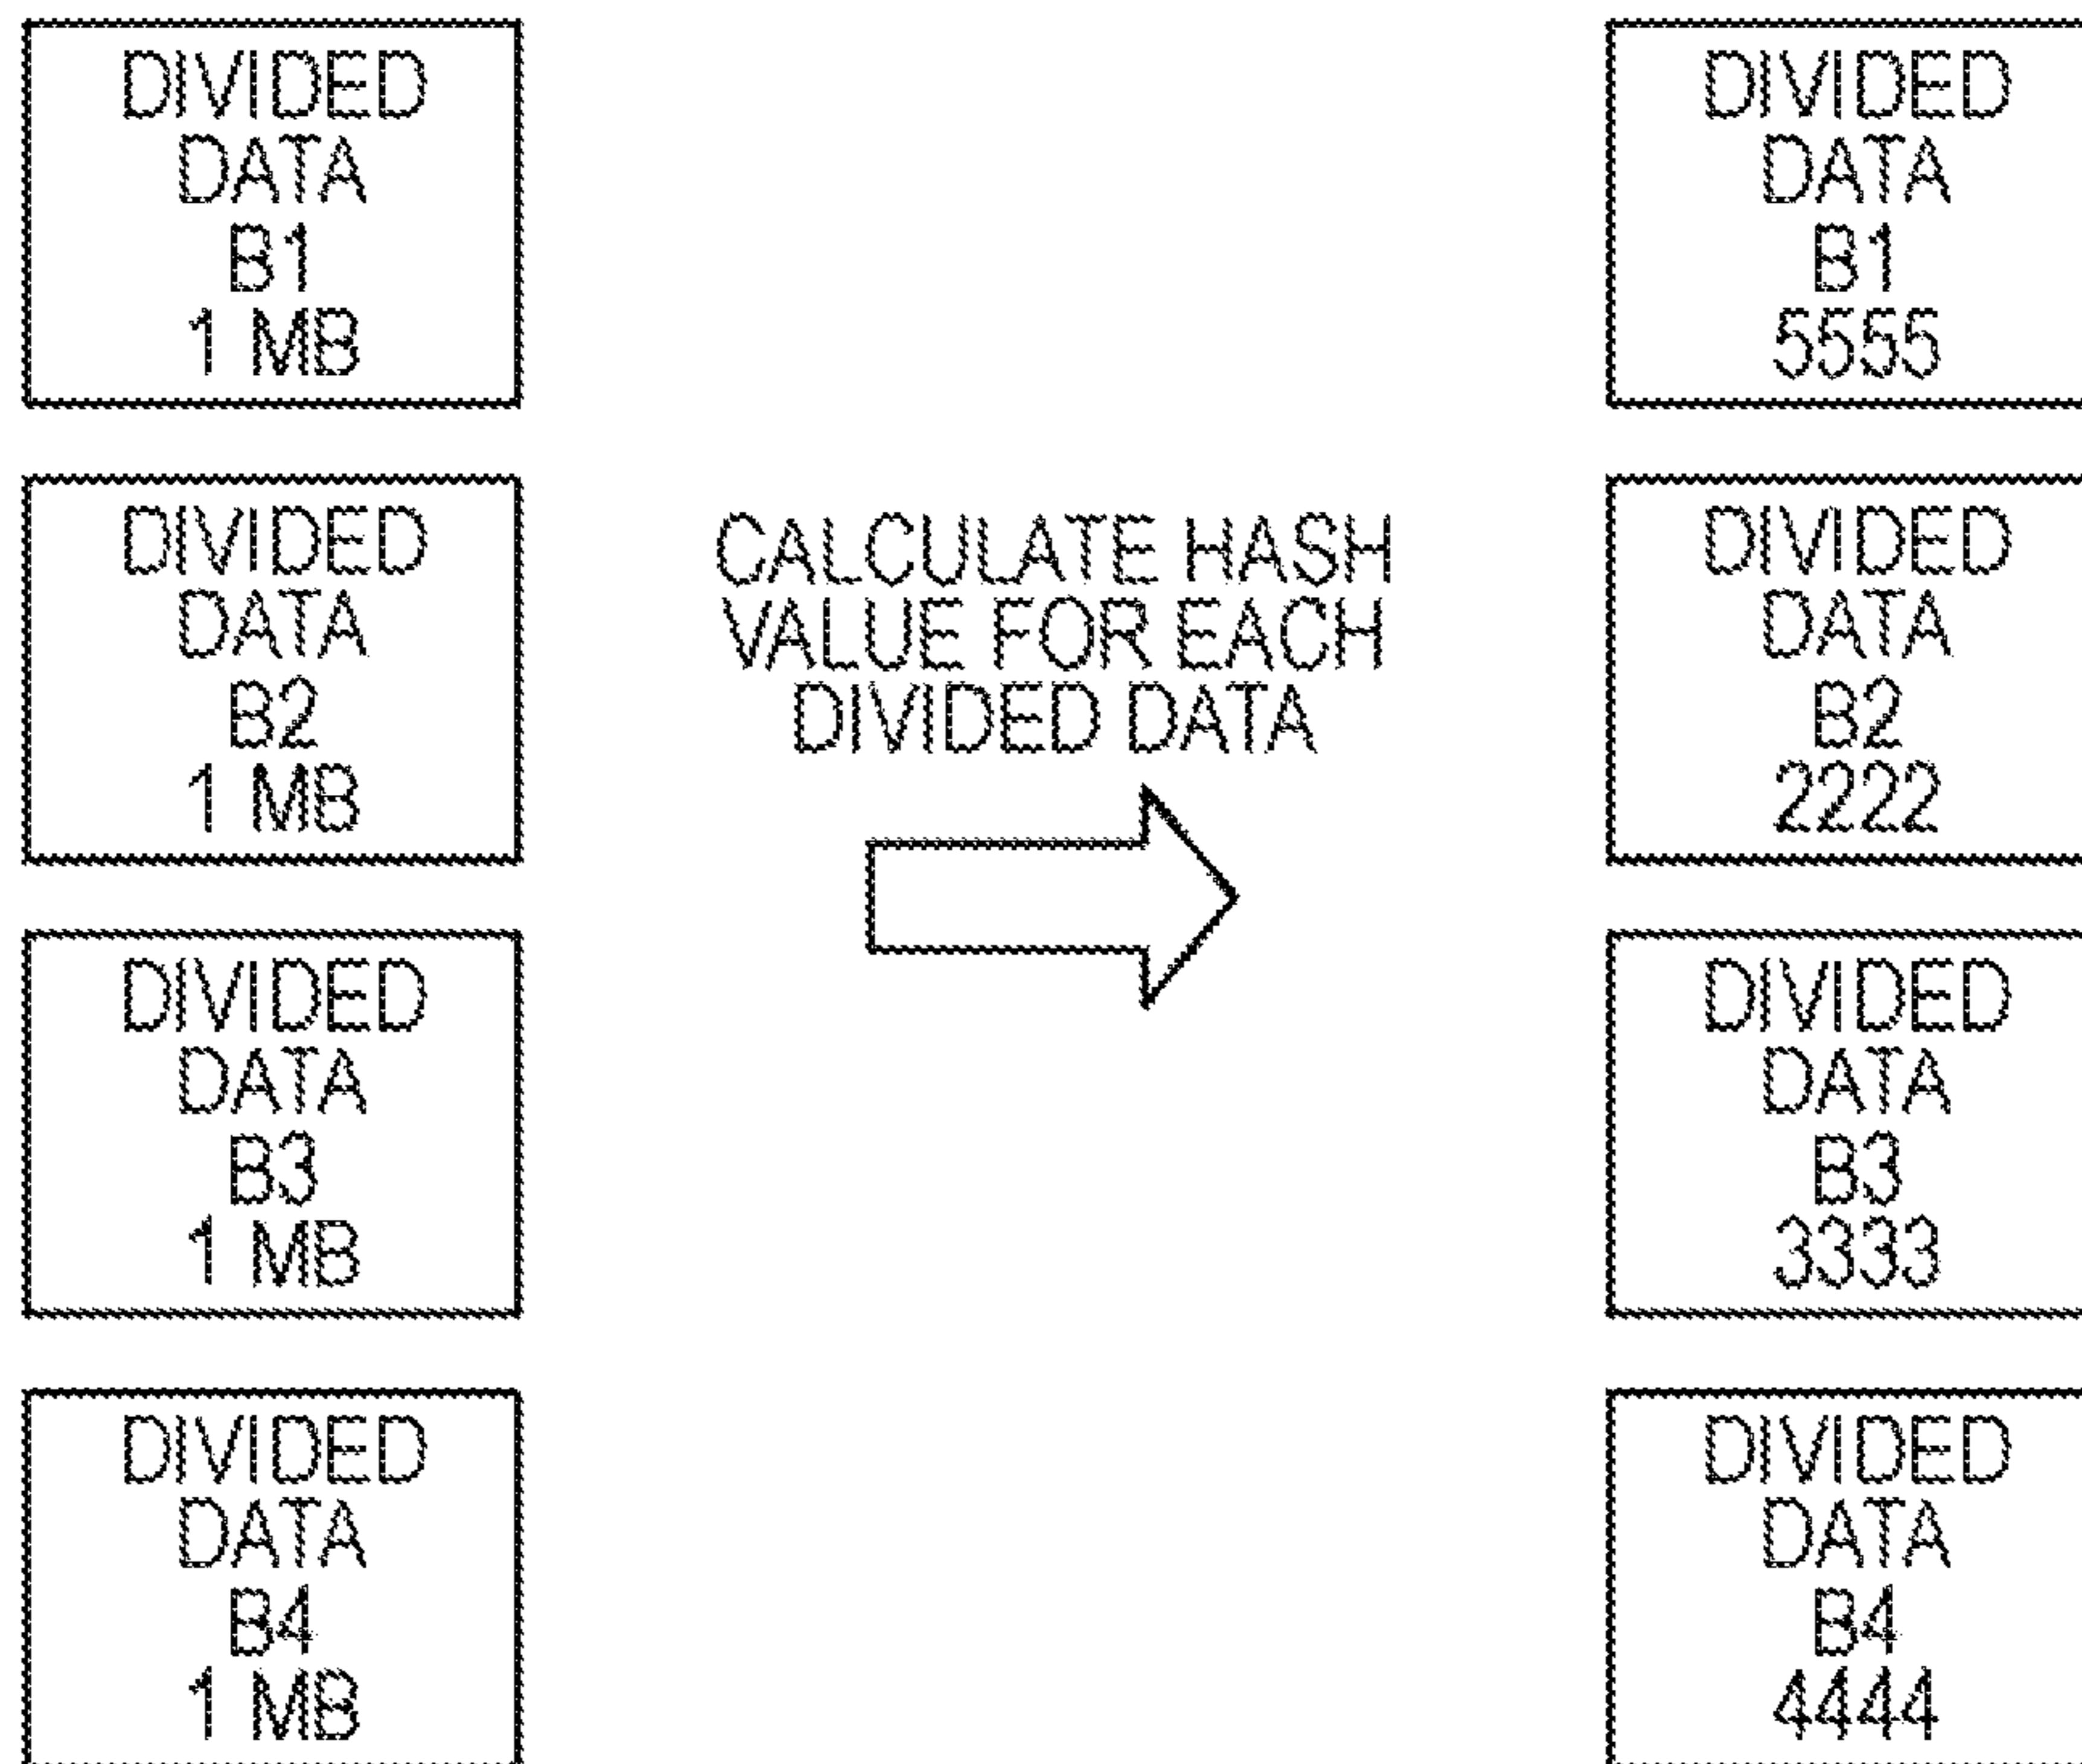 DIVIDED
DATA
B1
1 MB
DIVIDED
DATA
B2
1 MB
DIVIDED
DATA
B3
1 MB
DIVIDED
DATA
B4
1 MB
CALCULATE HASH
VALUE FOR EACH
DIVIDED DATA
DIVIDED
DATA
B1
5555
DIVIDED
DATA
B2
2222
DIVIDED
DATA
B3
3333
DIVIDED
DATA
B4
4444